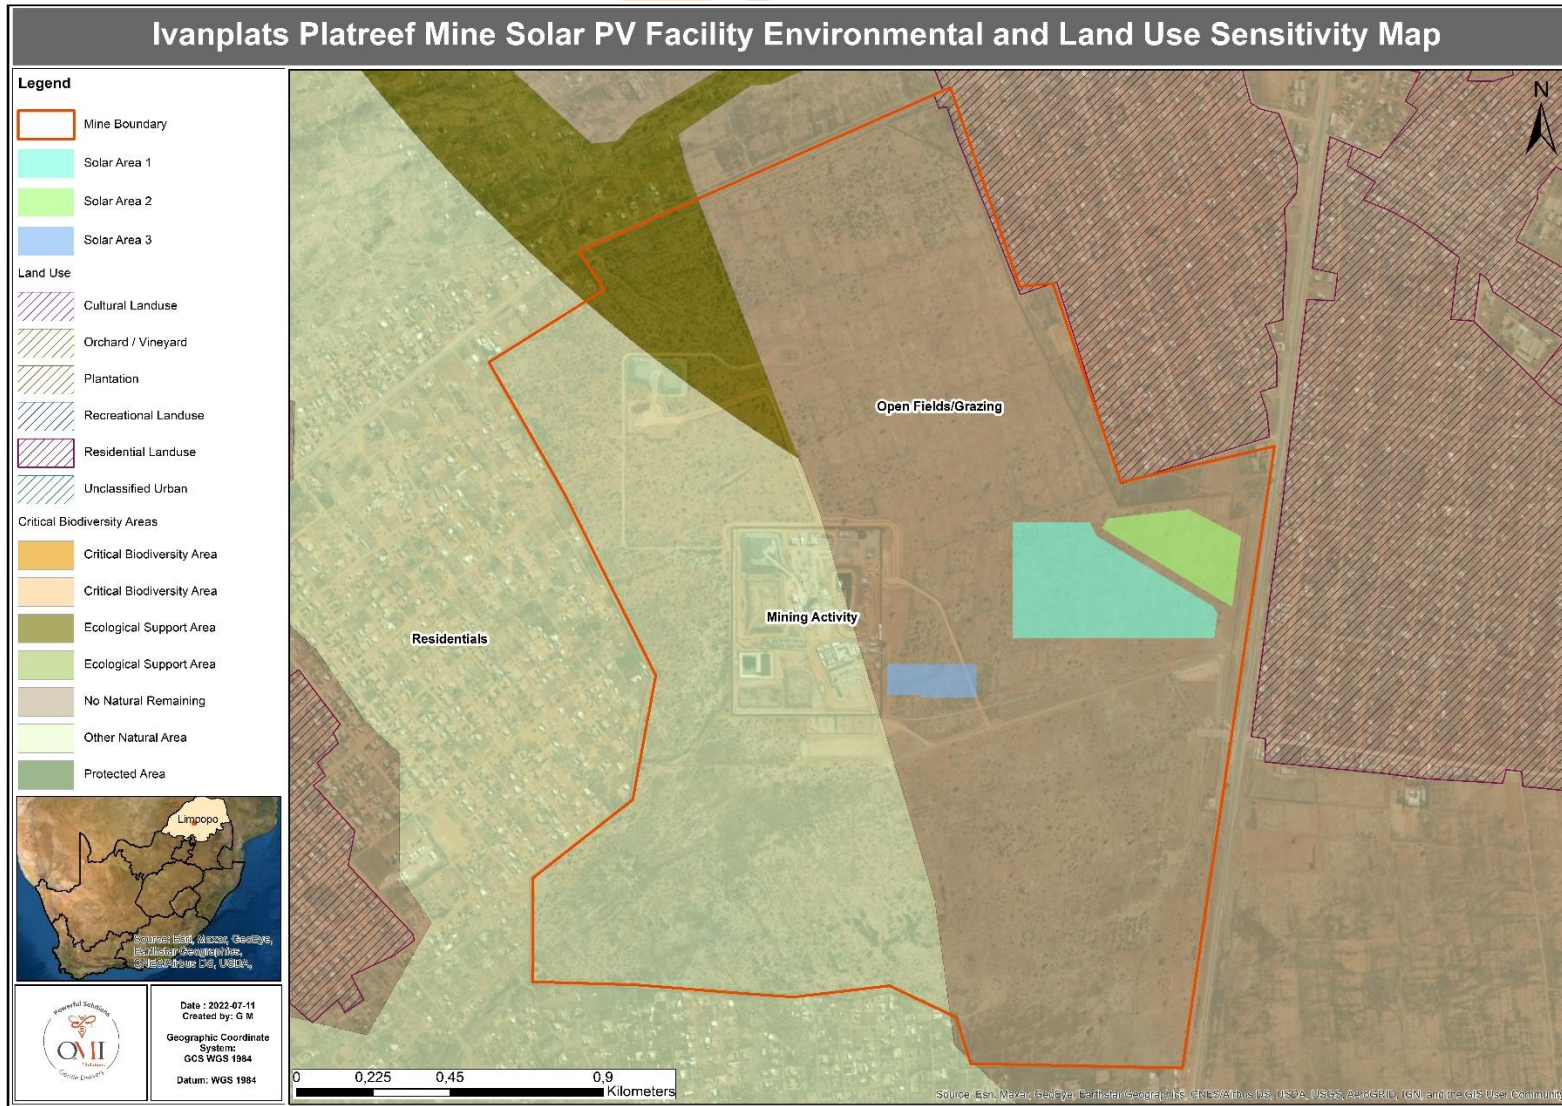 Ivanplats Platreef Mine Solar PV Facility Environmental and Land Use Sensitivity Map
Legend
Mine Boundary
Solar Area 1
Solar Area 2
Solar Area 3
Land Use
Cultural Landuse
Orchard / Vineyard
Plantation
Recreational Landuse
Residential Landuse
Unclassified Urban
Critical Biodiversity Areas
Critical Biodiversity Area
Critical Biodiversity Area
Ecological Support Area
Ecological Support Area
No Natural Remaining
Other Natural Area
Protected Area
Limpopo
Source: Esri, Maxar, GeoEye,
Earthstar Geographics,
CNES/Airbus DS, USDA,
Powerful Solutions
OMI
Solutions
Gentle Delivery
Date : 2022-07-11
Created by: G M
Geographic Coordinate
System:
GCS WGS 1984
Datum: WGS 1984
N
Open Fields/Grazing
Mining Activity
Residentials
0 0,225 0,45 0,9
Kilometers
Source: Esri, Maxar, GeoEye, Earthstar Geographics, CNES/Airbus DS, USDA, USGS, AeroGRID, IGN, and the GIS User Community